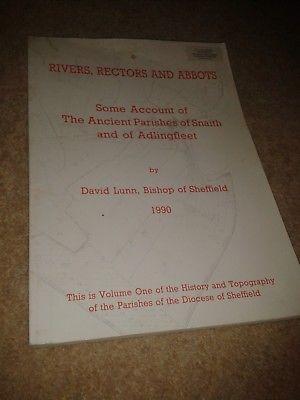 RIVERS, RECTORS AND ABBOTS
Some Account of
The Ancient Parishes of Snaith
and of Adlingfleet
by
David Lunn, Bishop of Sheffield
1990
This is Volume One of the History and Topography
of the Parishes of the Diocese of Sheffield